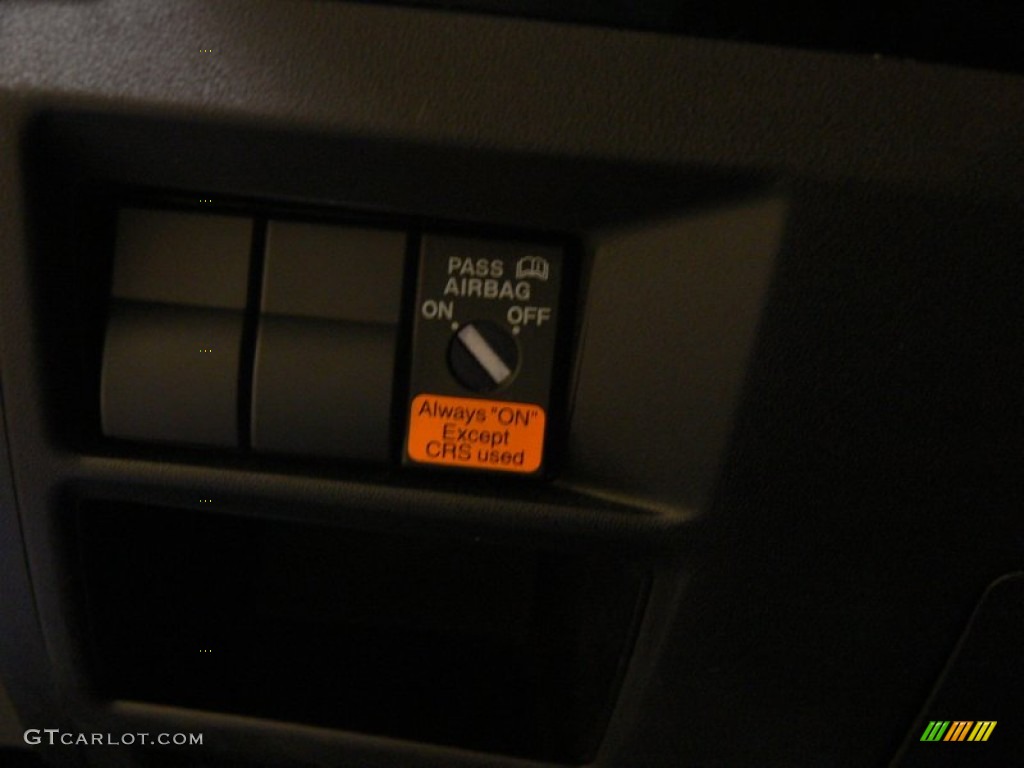 PASS
AIRBAG
ON OFF
Always "ON"
Except
CRS used
GTCARLOT.COM